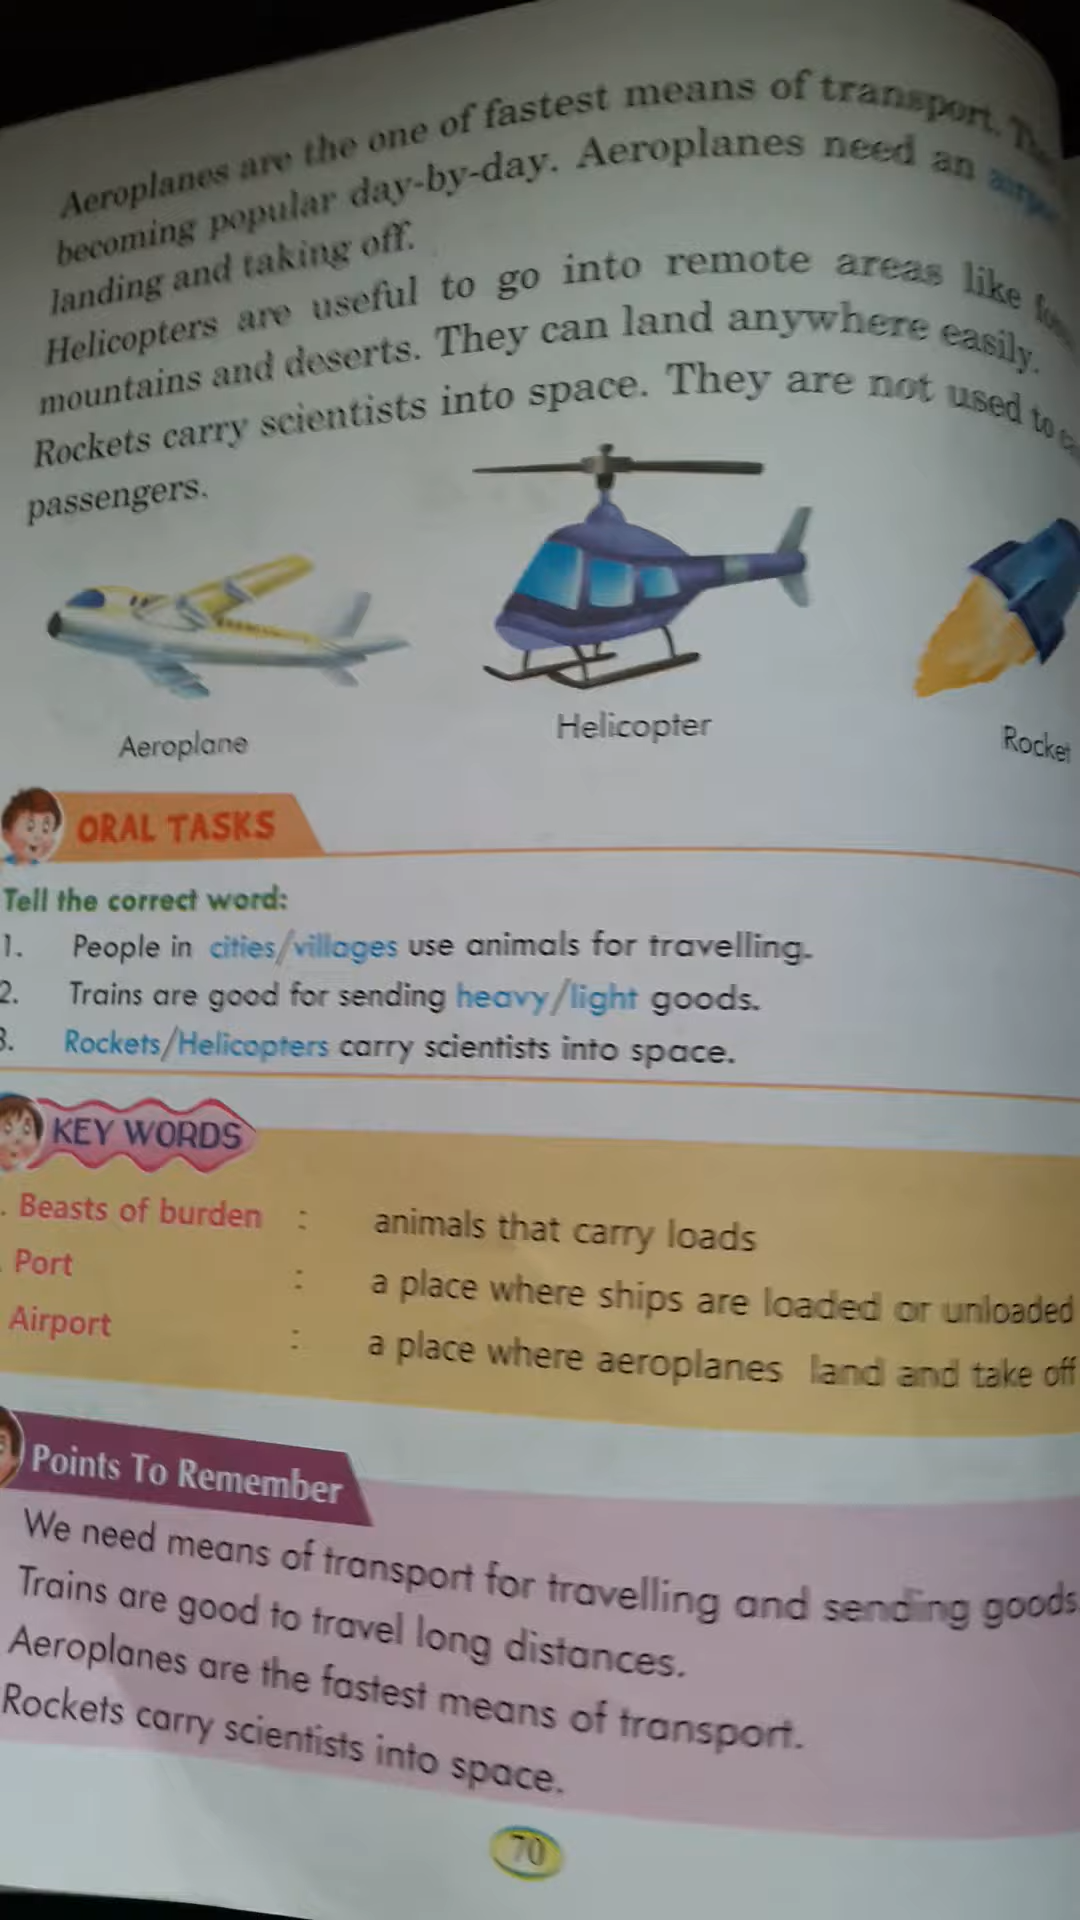 Aeroplanes are the one of fastest means of transport.
becoming popular day-by-day. Aeroplanes need an
landing and taking off.
Helicopters are useful to go into remote areas like
mountains and deserts. They can land anywhere easily.
Rockets carry scientists into space. They are not used to
passengers.
Aeroplane
Helicopter
Rocket
ORAL TASKS
Tell the correct word:
1. People in cities/villages use animals for travelling.
2. Trains are good for sending heavy/light goods.
3. Rockets/Helicopters carry scientists into space.
KEY WORDS
. Beasts of burden : animals that carry loads
Port : a place where ships are loaded or unloaded
Airport : a place where aeroplanes land and take off
Points To Remember
We need means of transport for travelling and sending goods
Trains are good to travel long distances.
Aeroplanes are the fastest means of transport.
Rockets carry scientists into space.
70